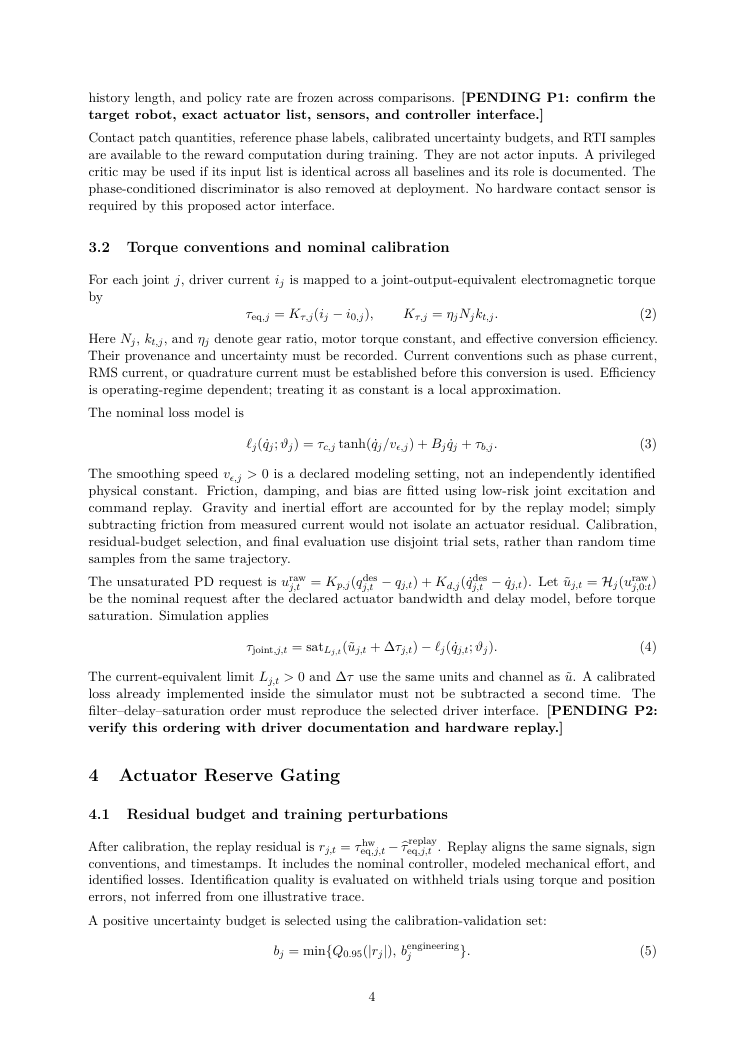 history length, and policy rate are frozen across comparisons. [PENDING P1: confirm the
target robot, exact actuator list, sensors, and controller interface.]
Contact patch quantities, reference phase labels, calibrated uncertainty budgets, and RTI samples
are available to the reward computation during training. They are not actor inputs. A privileged
critic may be used if its input list is identical across all baselines and its role is documented. The
phase-conditioned discriminator is also removed at deployment. No hardware contact sensor is
required by this proposed actor interface.
3.2 Torque conventions and nominal calibration
For each joint j, driver current i_j is mapped to a joint-output-equivalent electromagnetic torque
by
τ_{eq,j} = K_{τ,j}(i_j − i_{0,j}), K_{τ,j} = η_j N_j k_{t,j}. (2)
Here N_j, k_{t,j}, and η_j denote gear ratio, motor torque constant, and effective conversion efficiency.
Their provenance and uncertainty must be recorded. Current conventions such as phase current,
RMS current, or quadrature current must be established before this conversion is used. Efficiency
is operating-regime dependent; treating it as constant is a local approximation.
The nominal loss model is
ℓ_j(q̇_j; ϑ_j) = τ_{c,j} tanh(q̇_j/v_{ϵ,j}) + B_j q̇_j + τ_{b,j}. (3)
The smoothing speed v_{ϵ,j} > 0 is a declared modeling setting, not an independently identified
physical constant. Friction, damping, and bias are fitted using low-risk joint excitation and
command replay. Gravity and inertial effort are accounted for by the replay model; simply
subtracting friction from measured current would not isolate an actuator residual. Calibration,
residual-budget selection, and final evaluation use disjoint trial sets, rather than random time
samples from the same trajectory.
The unsaturated PD request is u^{raw}_{j,t} = K_{p,j}(q^{des}_{j,t} − q_{j,t}) + K_{d,j}(q̇^{des}_{j,t} − q̇_{j,t}). Let ũ_{j,t} = ℋ_j(u^{raw}_{j,0:t})
be the nominal request after the declared actuator bandwidth and delay model, before torque
saturation. Simulation applies
τ_{joint,j,t} = sat_{L_{j,t}}(ũ_{j,t} + Δτ_{j,t}) − ℓ_j(q̇_{j,t}; ϑ_j). (4)
The current-equivalent limit L_{j,t} > 0 and Δτ use the same units and channel as ũ. A calibrated
loss already implemented inside the simulator must not be subtracted a second time. The
filter–delay–saturation order must reproduce the selected driver interface. [PENDING P2:
verify this ordering with driver documentation and hardware replay.]
4 Actuator Reserve Gating
4.1 Residual budget and training perturbations
After calibration, the replay residual is r_{j,t} = τ^{hw}_{eq,j,t} − τ̂^{replay}_{eq,j,t}. Replay aligns the same signals, sign
conventions, and timestamps. It includes the nominal controller, modeled mechanical effort, and
identified losses. Identification quality is evaluated on withheld trials using torque and position
errors, not inferred from one illustrative trace.
A positive uncertainty budget is selected using the calibration-validation set:
b_j = min{Q_{0.95}(|r_j|), b_j^{engineering}}. (5)
4